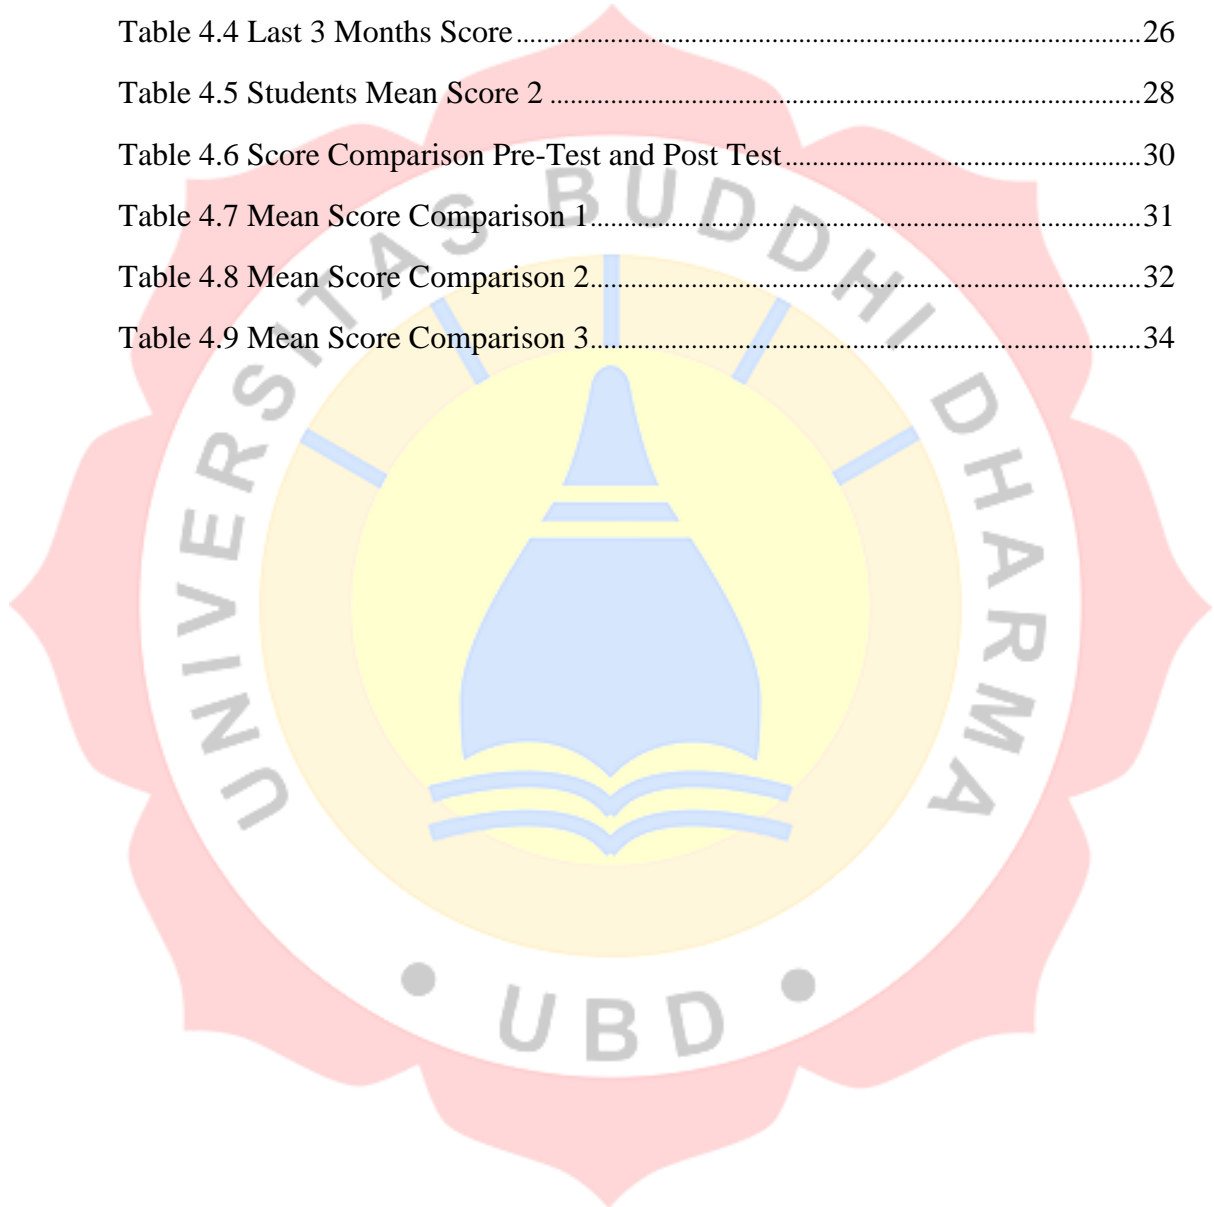 Table 4.4 Last 3 Months Score......................................................................................................26
Table 4.5 Students Mean Score 2.................................................................................................28
Table 4.6 Score Comparison Pre-Test and Post Test...........................................................30
Table 4.7 Mean Score Comparison 1..........................................................................................31
Table 4.8 Mean Score Comparison 2..........................................................................................32
Table 4.9 Mean Score Comparison 3..........................................................................................34
UNIVERSITAS BUDDHI DHARMA
• UBD •